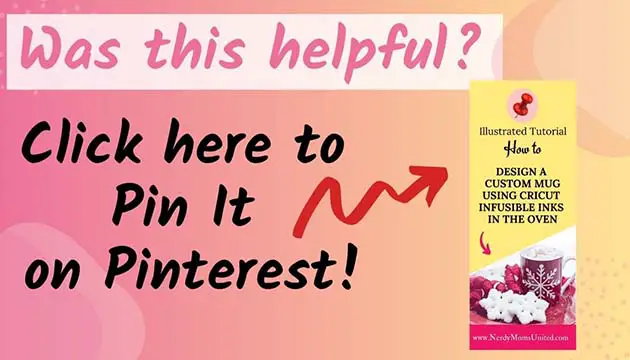 Was this helpful?
Click here to
Pin It
on Pinterest!
Illustrated Tutorial
How to
DESIGN A
CUSTOM MUG
USING CRICUT
INFUSIBLE INKS
IN THE OVEN
www.NerdyMomsUnited.com